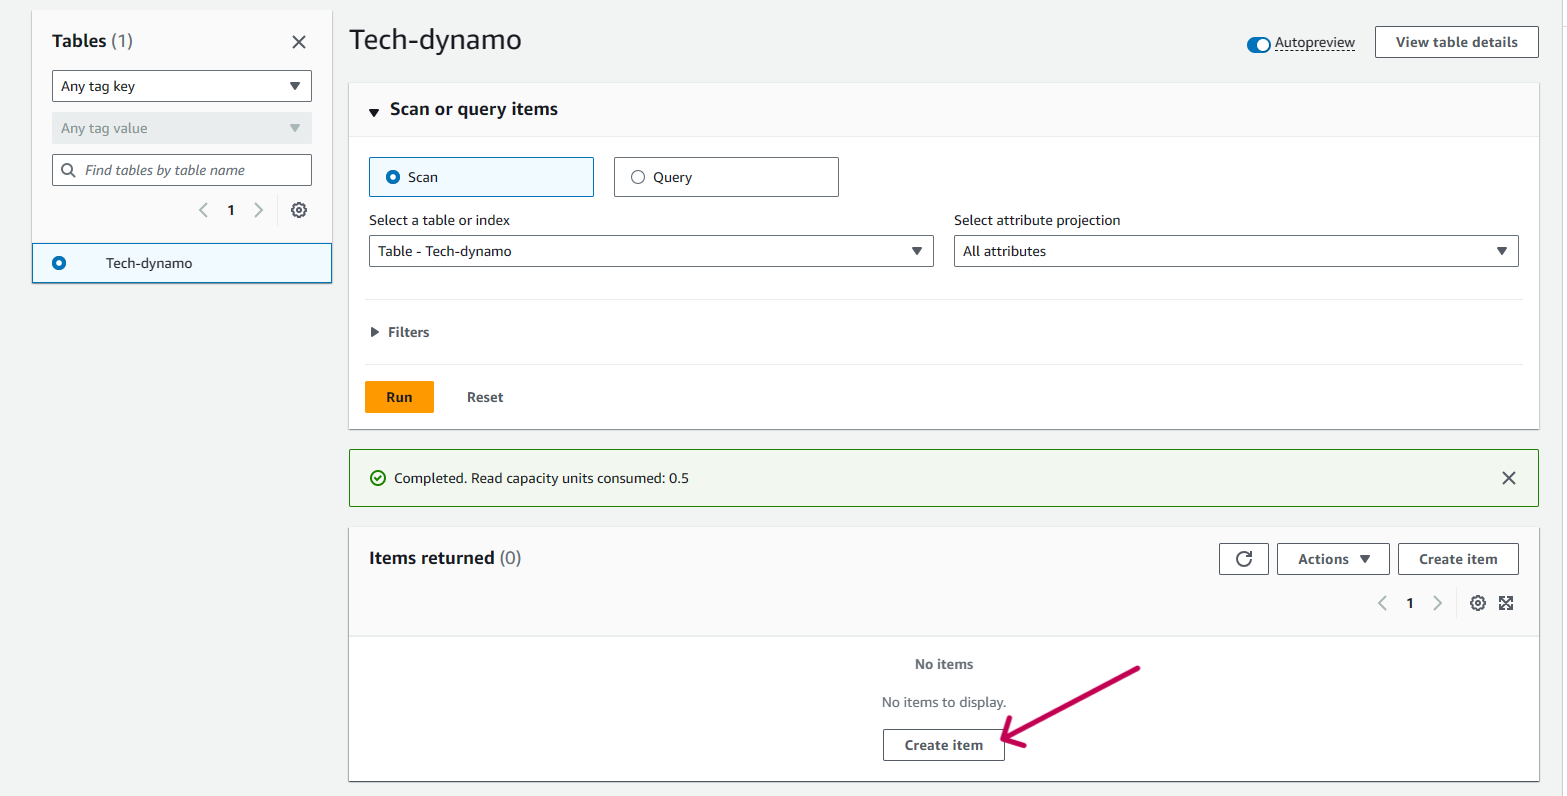 Tables (1)
Any tag key
Any tag value
Find tables by table name
1
Tech-dynamo
Tech-dynamo
Autopreview
View table details
Scan or query items
Scan
Query
Select a table or index
Select attribute projection
Table - Tech-dynamo
All attributes
Filters
Run
Reset
Completed. Read capacity units consumed: 0.5
Items returned (0)
Actions
Create item
1
No items
No items to display.
Create item